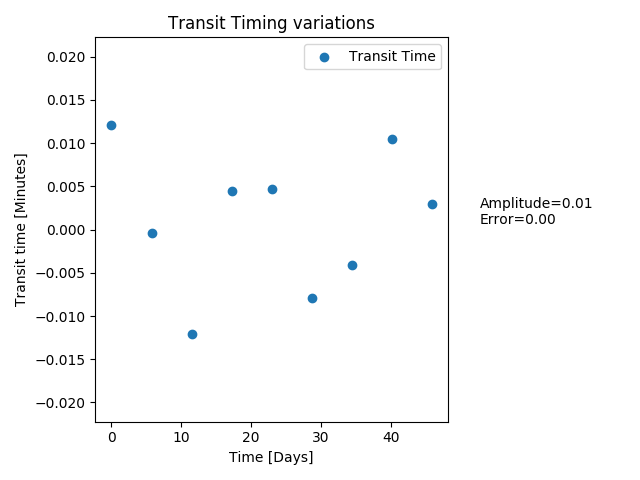 Transit Timing variations
Transit Time
Transit time [Minutes]
0.020
0.015
0.010
0.005
0.000
−0.005
−0.010
−0.015
−0.020
0
10
20
30
40
Time [Days]
Amplitude=0.01
Error=0.00